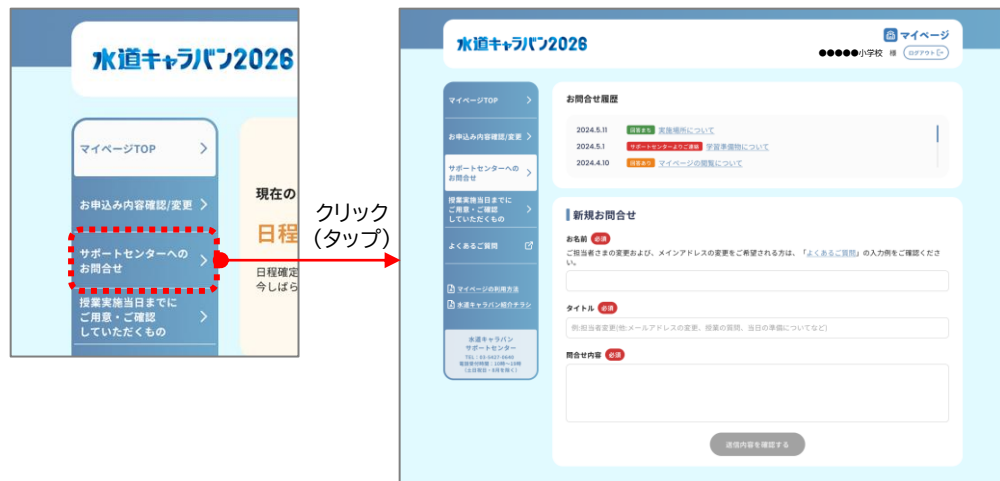 水道キャラバン2026
マイページTOP
お申込み内容確認/変更
サポートセンターへの
お問合せ
授業実施当日までに
ご用意・ご確認
していただくもの
現在の
日程
日程確定
今しばら
クリック
（タップ）
水道キャラバン2026
マイページ
●●●●●小学校 様 ログアウト
マイページTOP
お申込み内容確認/変更
サポートセンターへの
お問合せ
授業実施当日までに
ご用意・ご確認
していただくもの
よくあるご質問
マイページの利用方法
水道キャラバン紹介チラシ
水道キャラバン
サポートセンター
お問合せ履歴
2024.5.11 回答あり 実施場所について
2024.5.1 サポートセンターよりご連絡 学習準備物について
2024.4.10 回答あり マイページの閲覧について
新規お問合せ
お名前 必須
ご担当者さまの変更および、メインアドレスの変更をご希望される方は、「よくあるご質問」の入力例をご確認くださ
い。
タイトル 必須
例:担当者変更(他:メールアドレスの変更、授業の質問、当日の準備についてなど)
問合せ内容 必須
送信内容を確認する